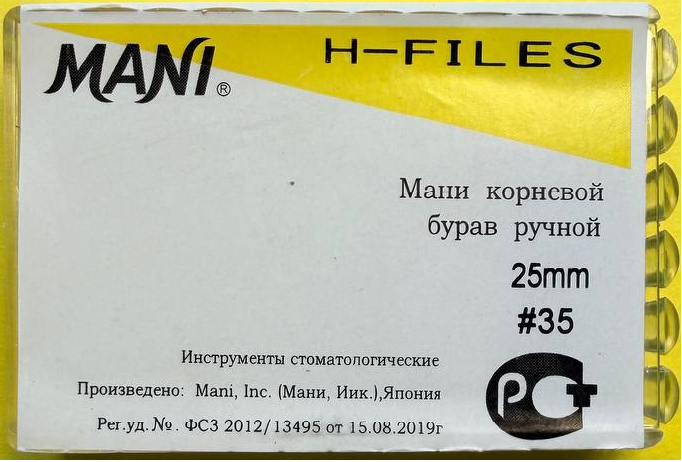 MANI®
H-FILES
Мани корневой
бурав ручной
25mm
#35
Инструменты стоматологические
Произведено: Mani, Inc. (Мани, Иик.),Япония
Рег.уд.№. ФСЗ 2012/13495 от 15.08.2019г
РСТ